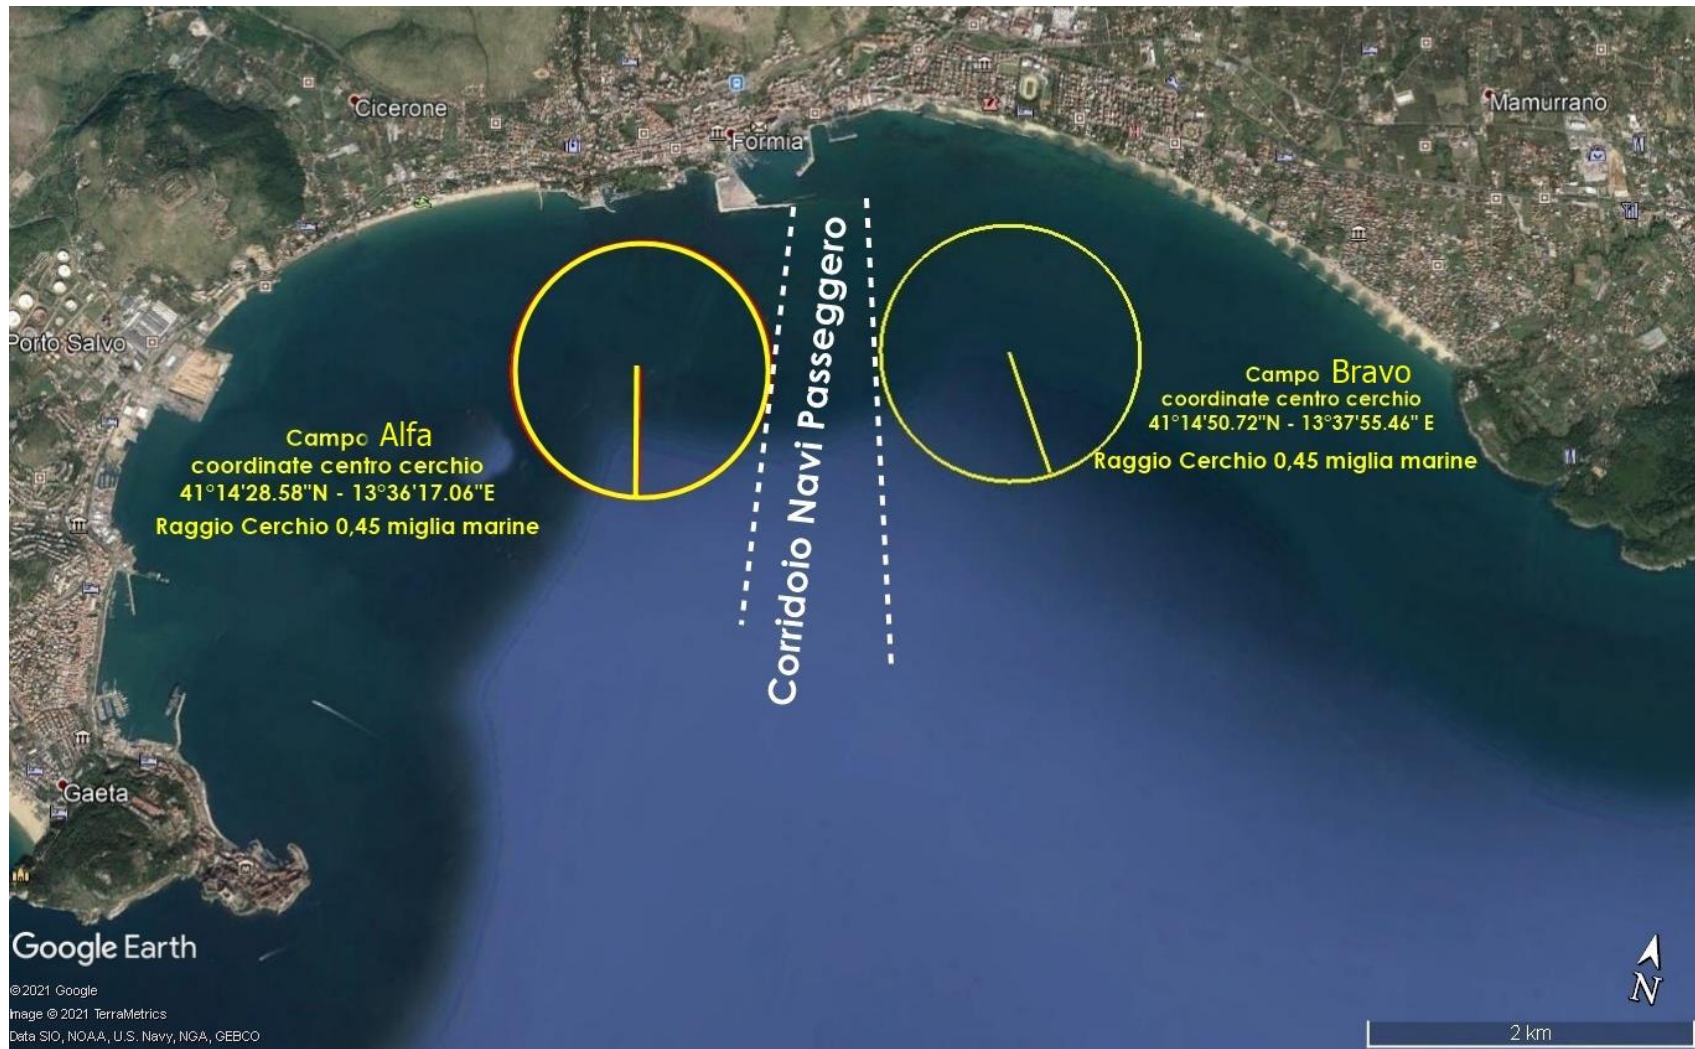 Cicerone
Formia
Mamurrano
Porto Salvo
Corridoio Navi Passeggero
Campo Alfa
coordinate centro cerchio
41°14'28.58"N - 13°36'17.06"E
Raggio Cerchio 0,45 miglia marine
Campo Bravo
coordinate centro cerchio
41°14'50.72"N - 13°37'55.46" E
Raggio Cerchio 0,45 miglia marine
Gaeta
Google Earth
©2021 Google
Image © 2021 TerraMetrics
Data SIO, NOAA, U.S. Navy, NGA, GEBCO
N
2 km